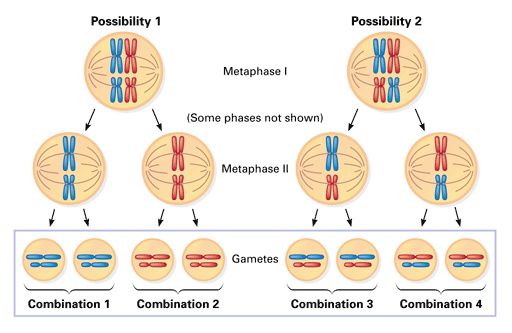 Possibility 1
Possibility 2
Metaphase I
(Some phases not shown)
Metaphase II
Gametes
Combination 1
Combination 2
Combination 3
Combination 4